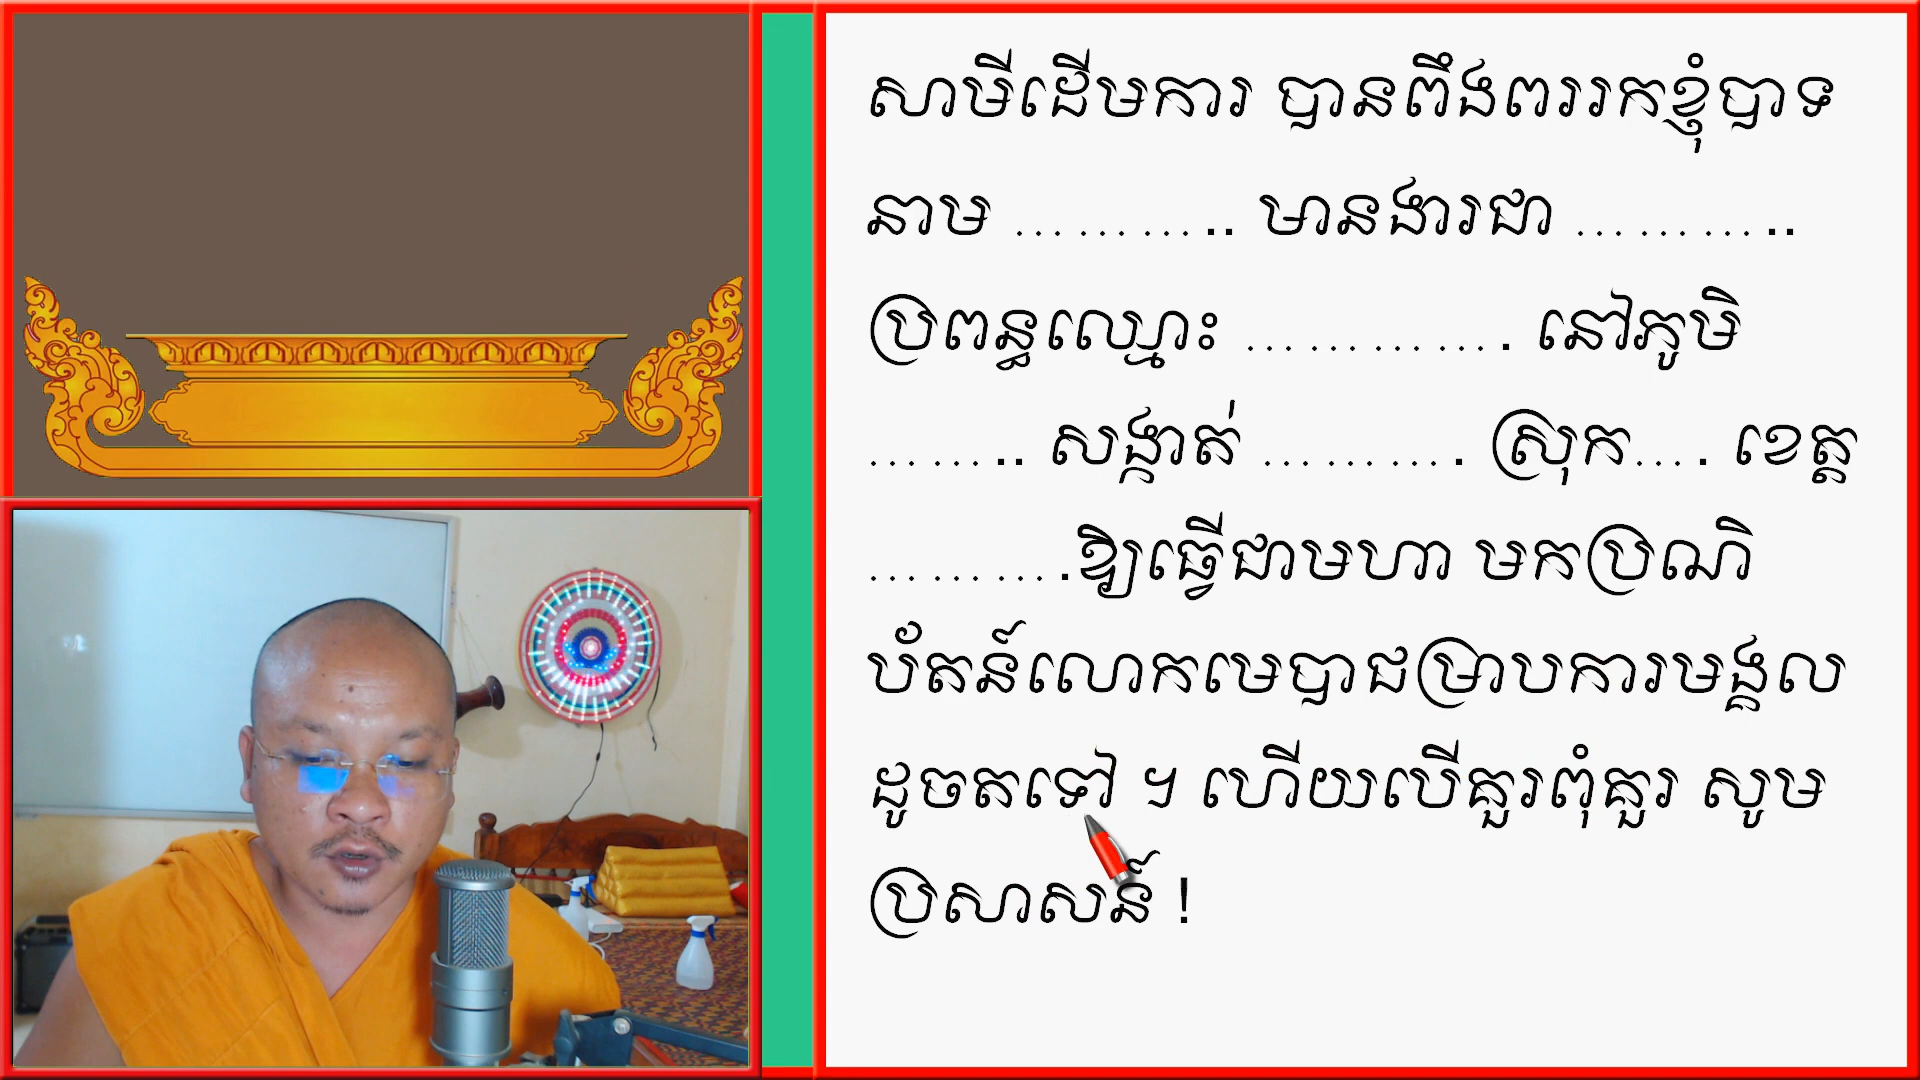 សាមីដើមការ បានពឹងពររកខ្ញុំបាទ
នាម ……….. មានងារជា ………..
ប្រពន្ធឈ្មោះ …………. នៅភូមិ
…….. សង្កាត់ ………. ស្រុក…. ខេត្ត
……….ឱ្យធ្វើជាមហា មកប្រណិ
ប័តន៍លោកមេបាជម្រាបការមង្គល
ដូចតទៅ ។ ហើយបើគួរពុំគួរ សូម
ប្រសាសន៍ !